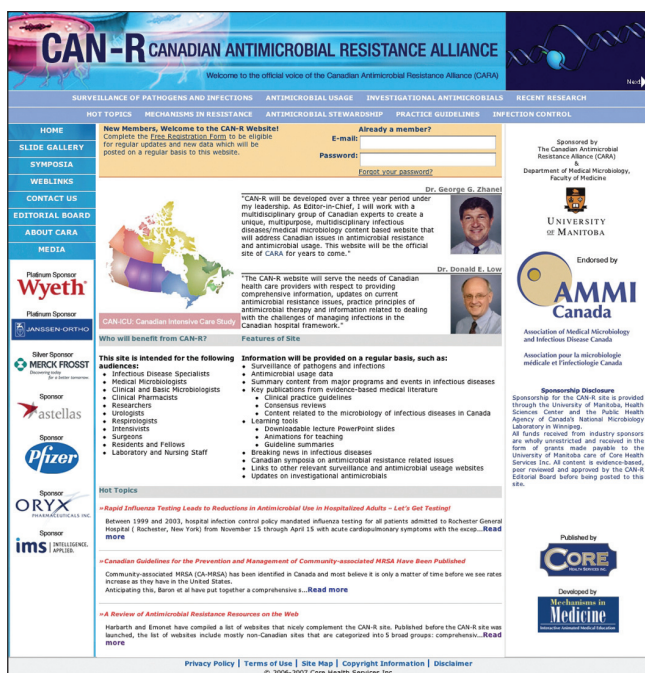 CAN-R CANADIAN ANTIMICROBIAL RESISTANCE ALLIANCE
Welcome to the official voice of the Canadian Antimicrobial Resistance Alliance (CARA)
Next
SURVEILLANCE OF PATHOGENS AND INFECTIONS ANTIMICROBIAL USAGE INVESTIGATIONAL ANTIMICROBIALS RECENT RESEARCH
HOT TOPICS MECHANISMS IN RESISTANCE ANTIMICROBIAL STEWARDSHIP PRACTICE GUIDELINES INFECTION CONTROL
HOME
SLIDE GALLERY
SYMPOSIA
WEBLINKS
CONTACT US
EDITORIAL BOARD
ABOUT CARA
MEDIA
Platinum Sponsor
Wyeth®
Platinum Sponsor
JANSSEN-ORTHO
Silver Sponsor
MERCK FROSST
Discovering today
for a better tomorrow.
Sponsor
astellas
Sponsor
Pfizer
Sponsor
ORYX
PHARMACEUTICALS INC.
Sponsor
ims INTELLIGENCE.
APPLIED.
New Members, Welcome to the CAN-R Website!
Complete the Free Registration Form to be eligible
for regular updates and new data which will be
posted on a regular basis to this website.
Already a member?
E-mail:
Password:
Forgot your password?
Dr. George G. Zhanel
"CAN-R will be developed over a three year period under
my leadership. As Editor-in-Chief, I will work with a
multidisciplinary group of Canadian experts to create a
unique, multipurpose, multidisciplinary infectious
diseases/medical microbiology content based website that
will address Canadian issues in antimicrobial resistance
and antimicrobial usage. This website will be the official
site of CARA for years to come."
Dr. Donald E. Low
"The CAN-R website will serve the needs of Canadian
health care providers with respect to providing
comprehensive information, updates on current
antimicrobial resistance issues, practice principles of
antimicrobial therapy and information related to dealing
with the challenges of managing infections in the
Canadian hospital framework."
CAN-ICU: Canadian Intensive Care Study
Who will benefit from CAN-R?
This site is intended for the following
audiences:
• Infectious Disease Specialists
• Medical Microbiologists
• Clinical and Basic Microbiologists
• Clinical Pharmacists
• Researchers
• Urologists
• Respirologists
• Intensivists
• Surgeons
• Residents and Fellows
• Laboratory and Nursing Staff
Features of Site
Information will be provided on a regular basis, such as:
• Surveillance of pathogens and infections
• Antimicrobial usage data
• Summary content from major programs and events in infectious diseases
• Key publications from evidence-based medical literature
• Clinical practice guidelines
• Consensus reviews
• Content related to the microbiology of infectious diseases in Canada
• Learning tools
• Downloadable lecture PowerPoint slides
• Animations for teaching
• Guideline summaries
• Breaking news in infectious diseases
• Canadian symposia on antimicrobial resistance related issues
• Links to other relevant surveillance and antimicrobial usage websites
• Updates on investigational antimicrobials
Hot Topics
»Rapid Influenza Testing Leads to Reductions in Antimicrobial Use in Hospitalized Adults – Let's Get Testing!
Between 1999 and 2003, hospital infection control policy mandated influenza testing for all patients admitted to Rochester General
Hospital ( Rochester, New York) from November 15 through April 15 with acute cardiopulmonary symptoms with the excep...Read
more
»Canadian Guidelines for the Prevention and Management of Community-associated MRSA Have Been Published
Community-associated MRSA (CA-MRSA) has been identified in Canada and most believe it is only a matter of time before we see rates
increase as they have in the United States.
Anticipating this, Baron et al have put together a comprehensive s...Read more
»A Review of Antimicrobial Resistance Resources on the Web
Harbarth and Emonet have compiled a list of websites that nicely complement the CAN-R site. Published before the CAN-R site was
launched, the list of websites include mostly non-Canadian sites that are categorized into 5 broad groups: comprehensiv...Read
more
Sponsored by
The Canadian Antimicrobial
Resistance Alliance (CARA)
&
Department of Medical Microbiology,
Faculty of Medicine
UNIVERSITY
OF MANITOBA
Endorsed by
AMMI
Canada
Association of Medical Microbiology
and Infectious Disease Canada
Association pour la microbiologie
médicale et l'infectiologie Canada
Sponsorship Disclosure
Sponsorship for the CAN-R site is provided
through the University of Manitoba, Health
Sciences Center and the Public Health
Agency of Canada's National Microbiology
Laboratory in Winnipeg.
All funds received from industry sponsors
are wholly unrestricted and received in the
form of grants made payable to the
University of Manitoba care of Core Health
Services Inc. All content is evidence-based,
peer reviewed and approved by the CAN-R
Editorial Board before being posted to this
site.
Published by
CORE
HEALTH SERVICES INC.
Developed by
Mechanisms in
Medicine
Interactive Animated Medical Education
Privacy Policy | Terms of Use | Site Map | Copyright Information | Disclaimer
© 2006-2007 Core Health Services Inc.